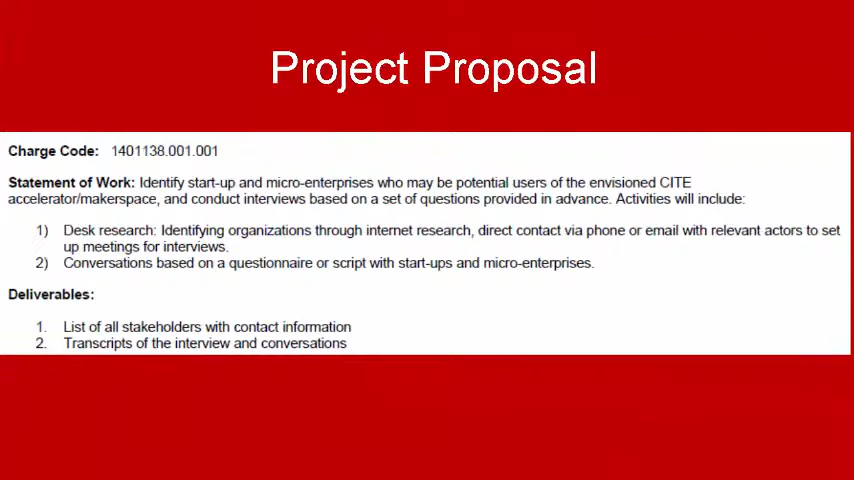 Project Proposal
Charge Code: 1401138.001.001
Statement of Work: Identify start-up and micro-enterprises who may be potential users of the envisioned CITE
accelerator/makerspace, and conduct interviews based on a set of questions provided in advance. Activities will include:
1) Desk research: Identifying organizations through internet research, direct contact via phone or email with relevant actors to set
up meetings for interviews.
2) Conversations based on a questionnaire or script with start-ups and micro-enterprises.
Deliverables:
1. List of all stakeholders with contact information
2. Transcripts of the interview and conversations